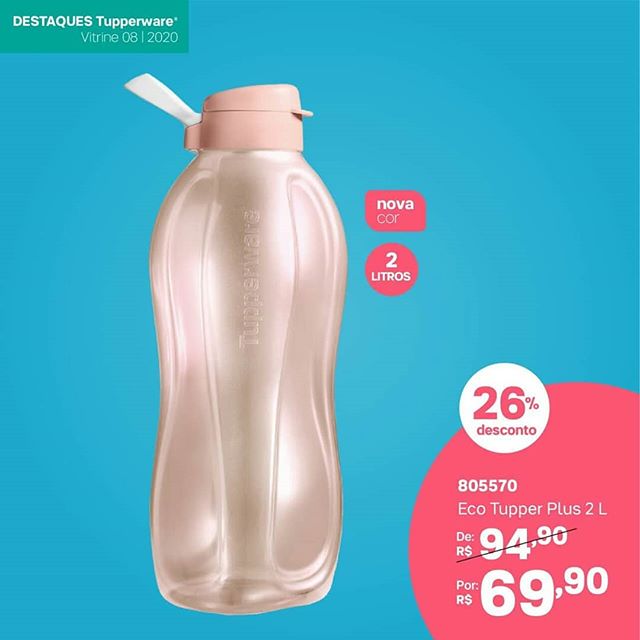 DESTAQUES Tupperware®
Vitrine 08 | 2020
Tupperware
nova
cor
2
LITROS
26%
desconto
805570
Eco Tupper Plus 2 L
De:
R$ 94,80
Por:
R$ 69,90